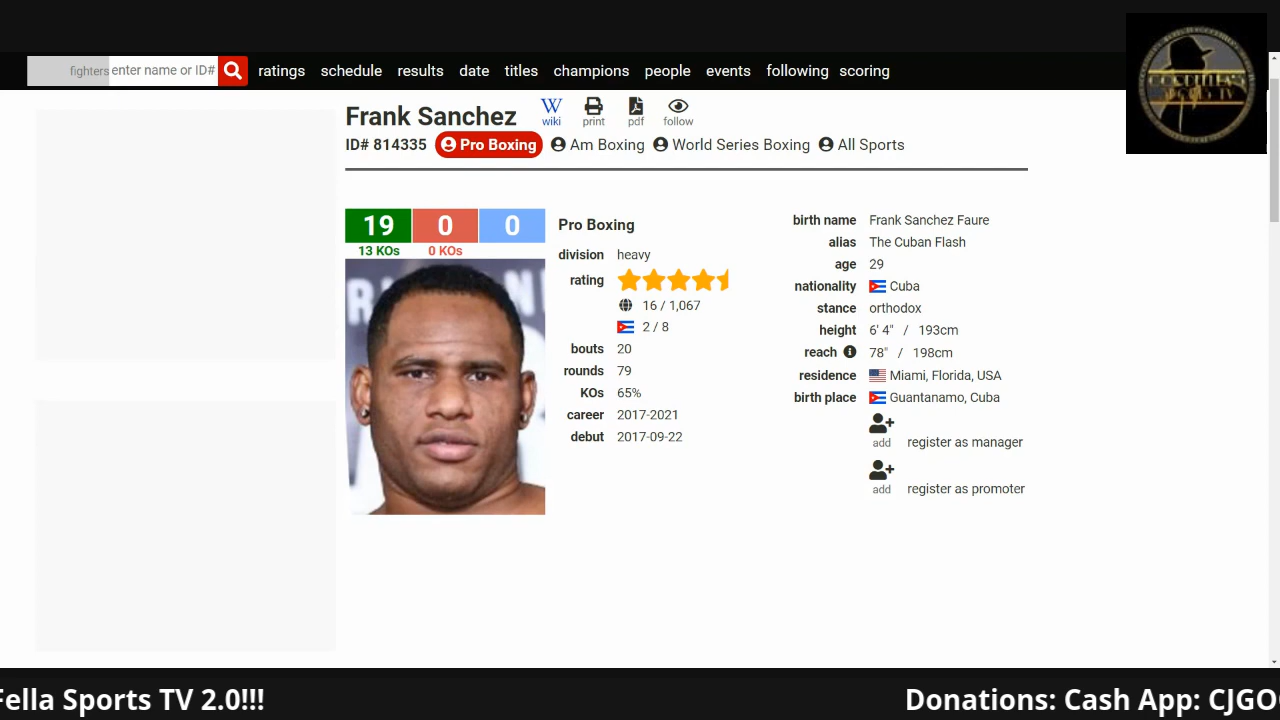 fighters enter name or ID# ratings schedule results date titles champions people events following scoring
Frank Sanchez
W
wiki print pdf follow
ID# 814335 Pro Boxing Am Boxing World Series Boxing All Sports
19 0 0
13 KOs 0 KOs
Pro Boxing
division heavy
rating
16 / 1,067
2 / 8
bouts 20
rounds 79
KOs 65%
career 2017-2021
debut 2017-09-22
birth name Frank Sanchez Faure
alias The Cuban Flash
age 29
nationality Cuba
stance orthodox
height 6' 4" / 193cm
reach 78" / 198cm
residence Miami, Florida, USA
birth place Guantanamo, Cuba
add register as manager
add register as promoter
Fella Sports TV 2.0!!! Donations: Cash App: CJGO